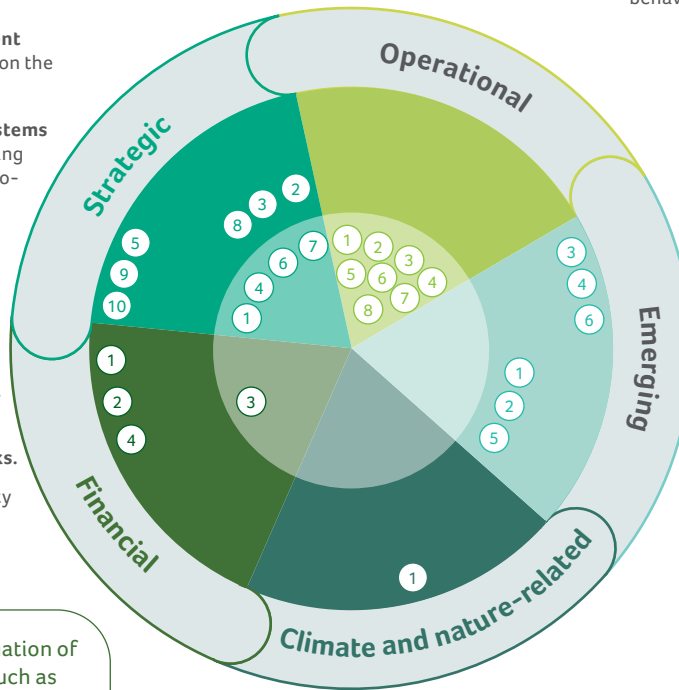 behav
nt
on the
stems
ng
o-
ks.
y
ation of
uch as
Operational
Strategic
Emerging
Financial
Climate and nature-related
2
3
8
5
9
10
7
6
4
1
1
2
3
4
5
6
7
8
3
4
6
1
2
5
1
2
4
3
1